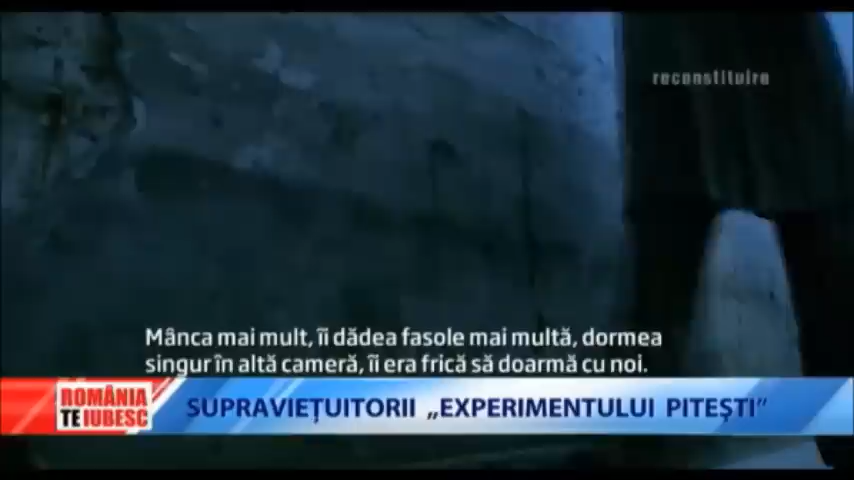 reconstituire
Mânca mai mult, îi dădea fasole mai multă, dormea
singur în altă cameră, îi era frică să doarmă cu noi.
ROMÂNIA
TE IUBESC
SUPRAVIEȚUITORII „EXPERIMENTULUI PITEȘTI”